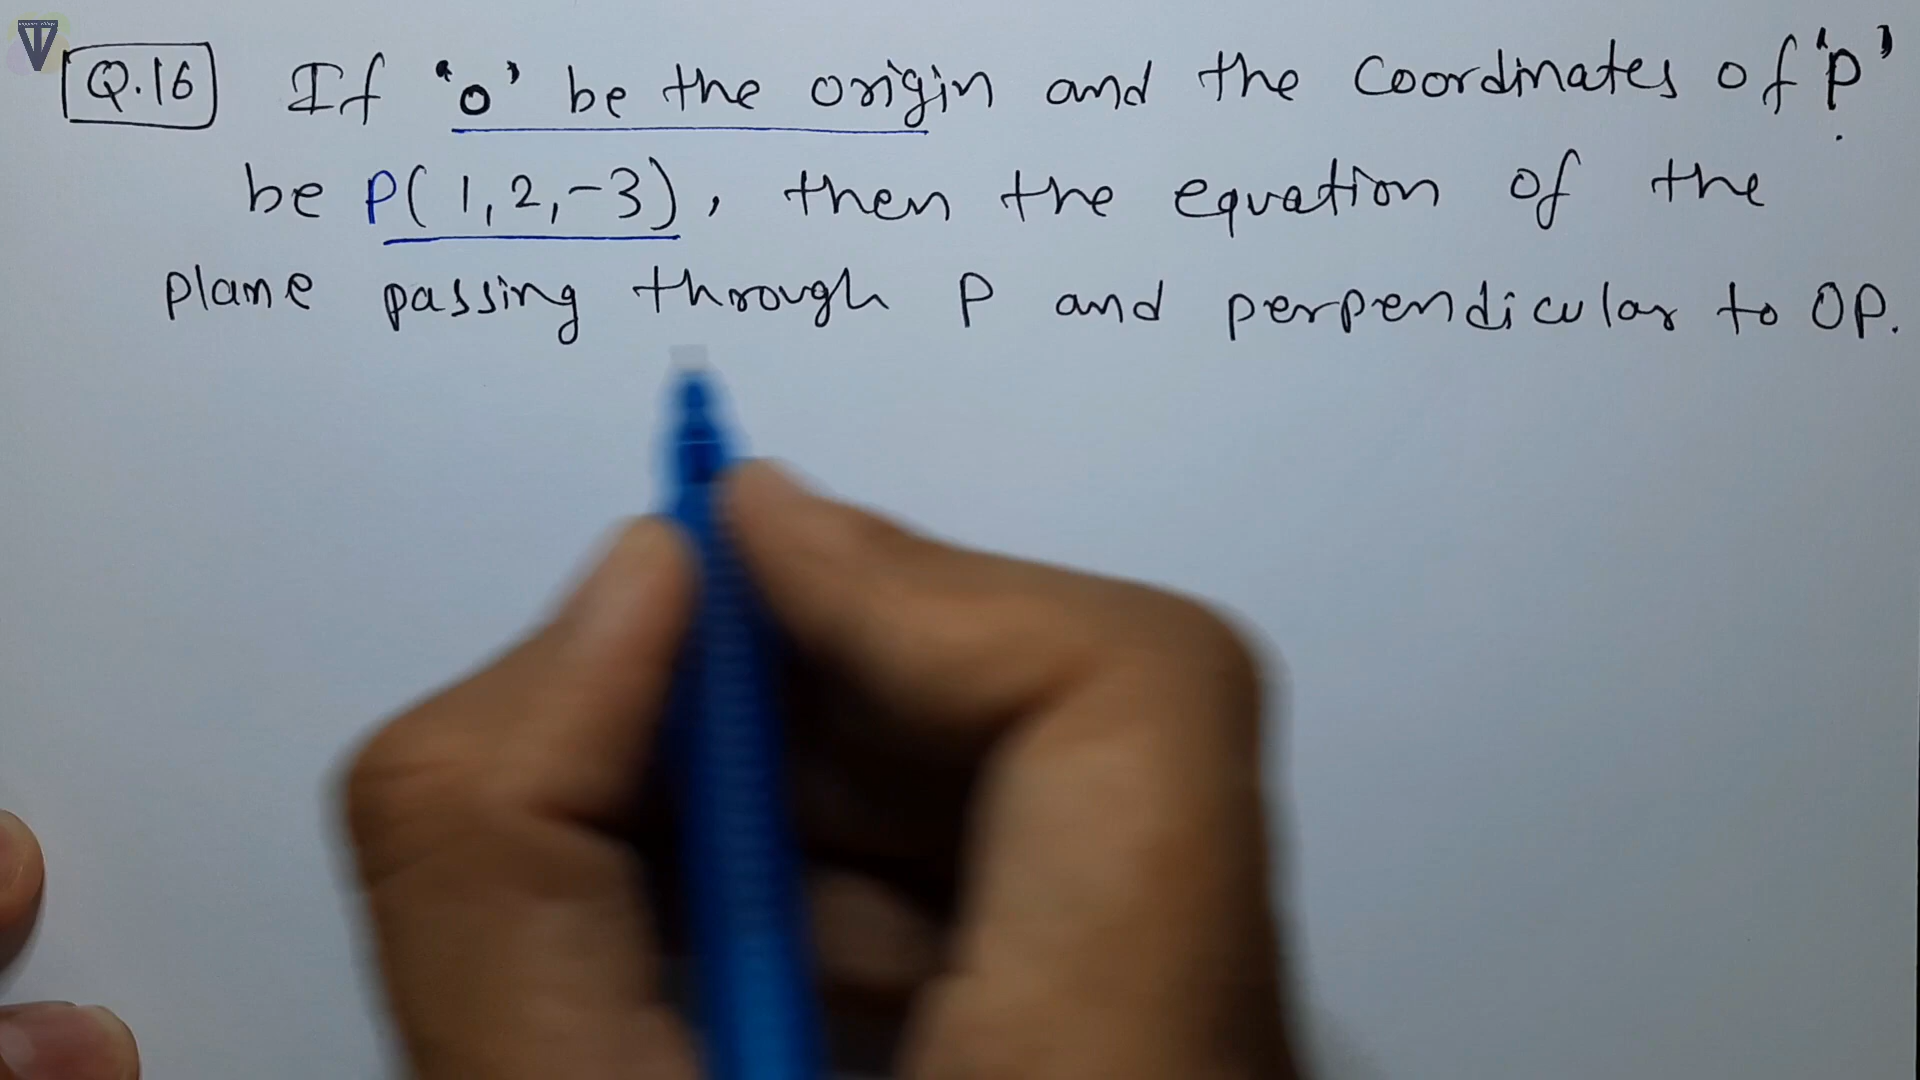 Q.16 If 'o' be the origin and the coordinates of 'P'
be P(1,2,-3), then the equation of the
plane passing through P and perpendicular to OP.